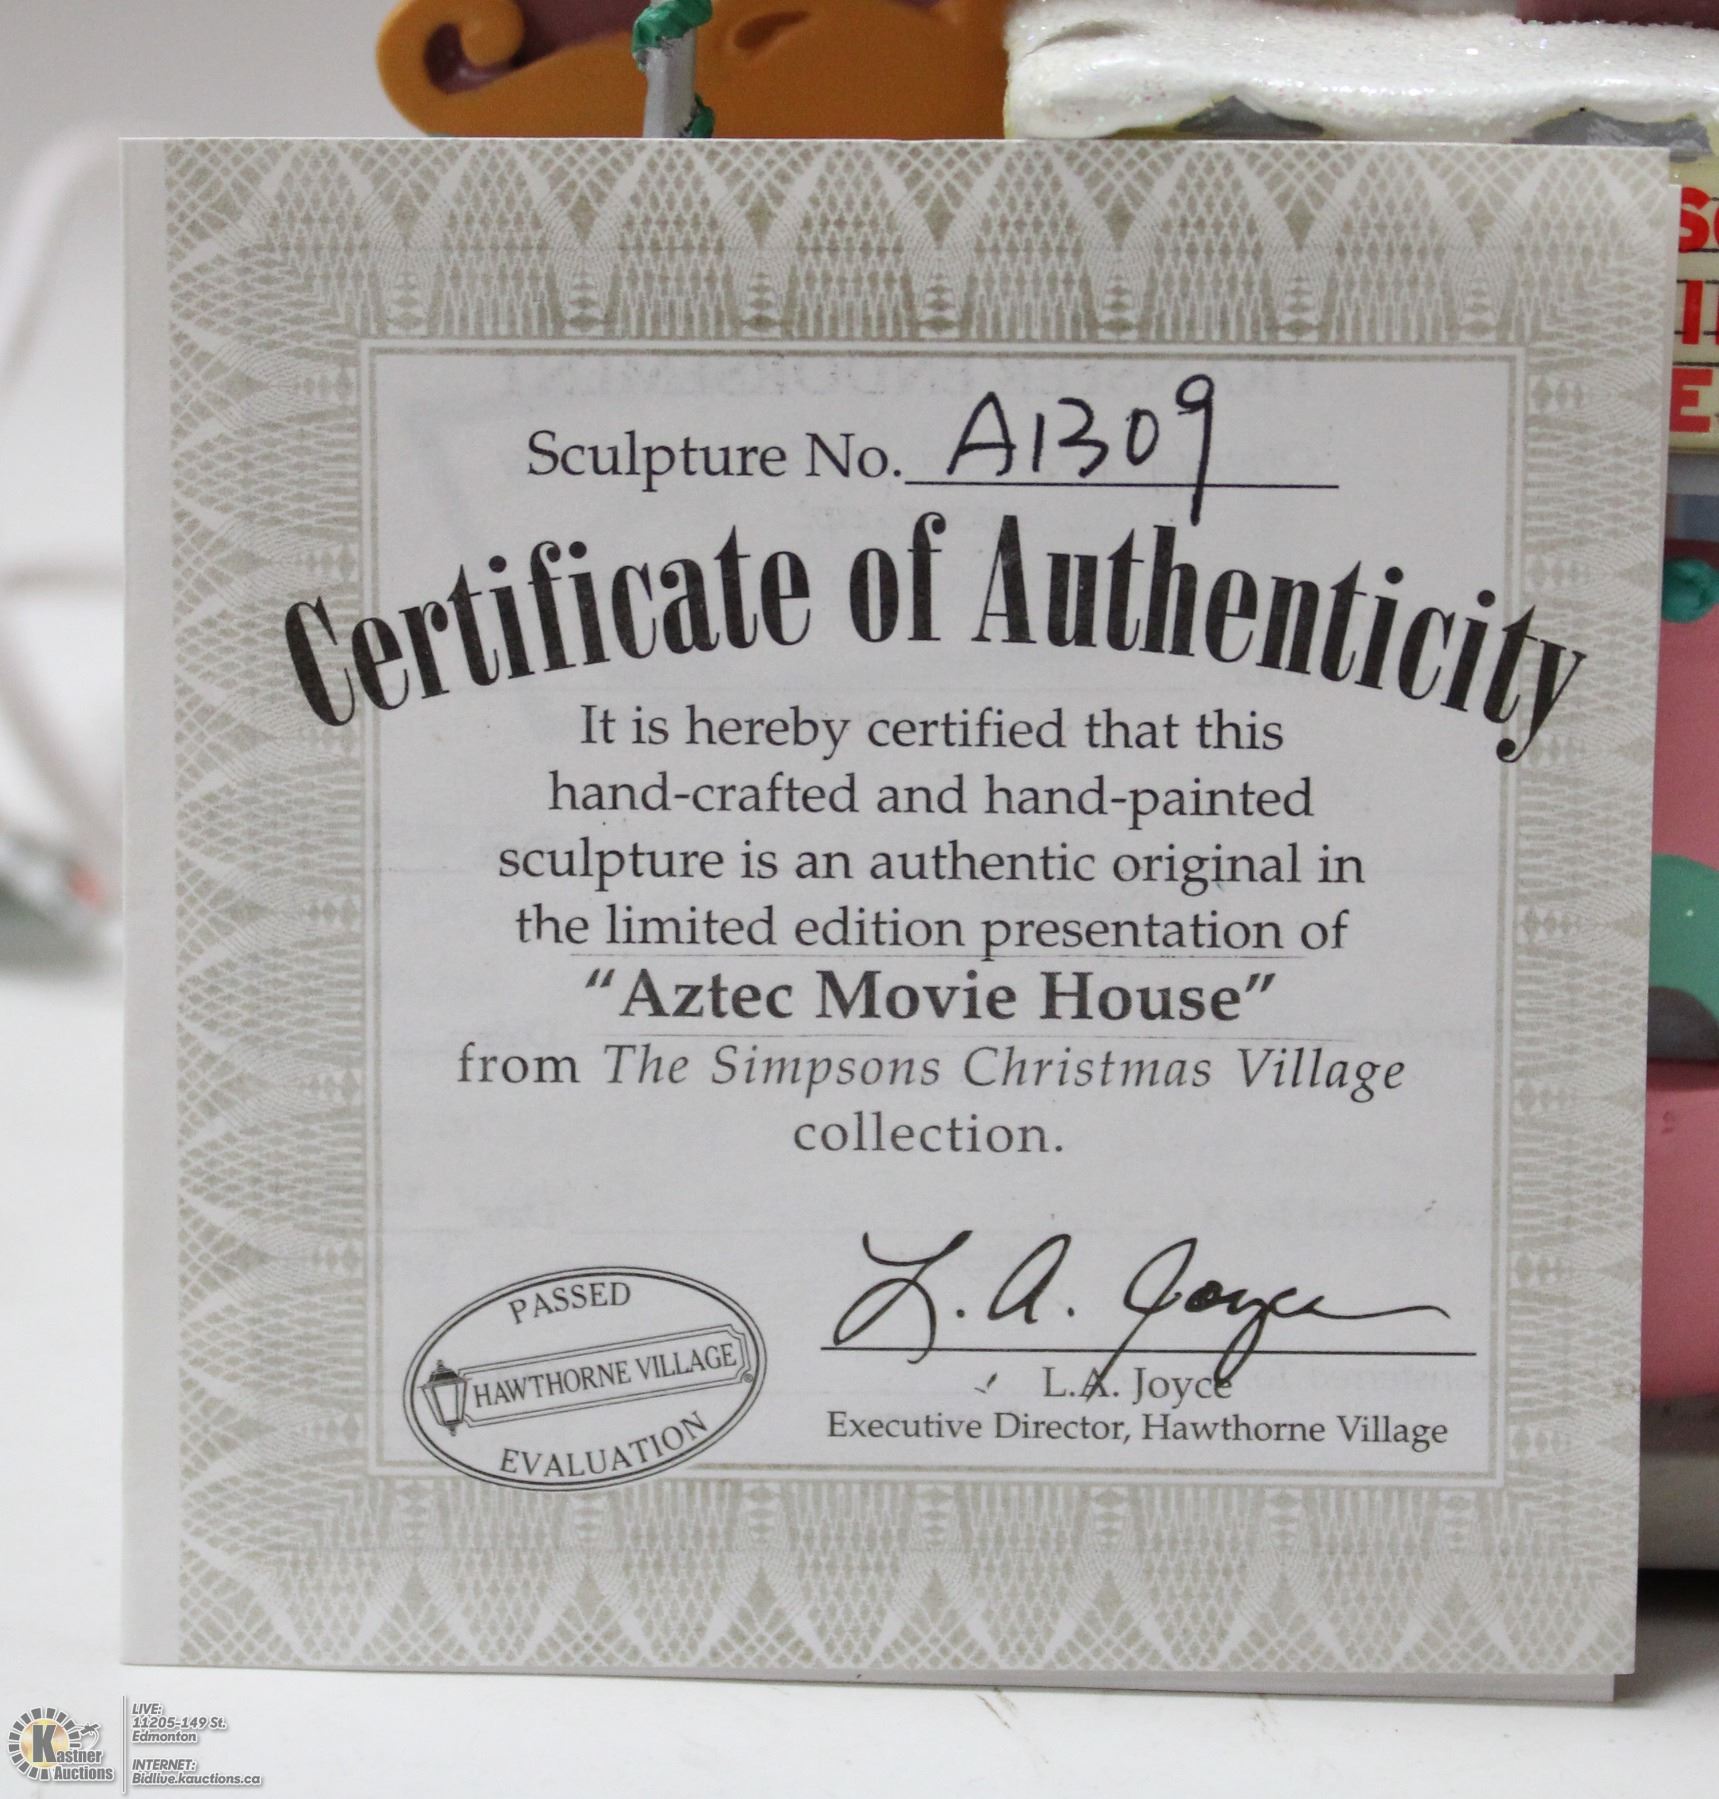 Sculpture No. A1309
Certificate of Authenticity
It is hereby certified that this
hand-crafted and hand-painted
sculpture is an authentic original in
the limited edition presentation of
“Aztec Movie House”
from The Simpsons Christmas Village
collection.
PASSED
HAWTHORNE VILLAGE
EVALUATION
L. A. Joyce
L.A. Joyce
Executive Director, Hawthorne Village
Kastner
Auctions
LIVE:
11205-149 St.
Edmonton
INTERNET:
Bidlive.kauctions.ca